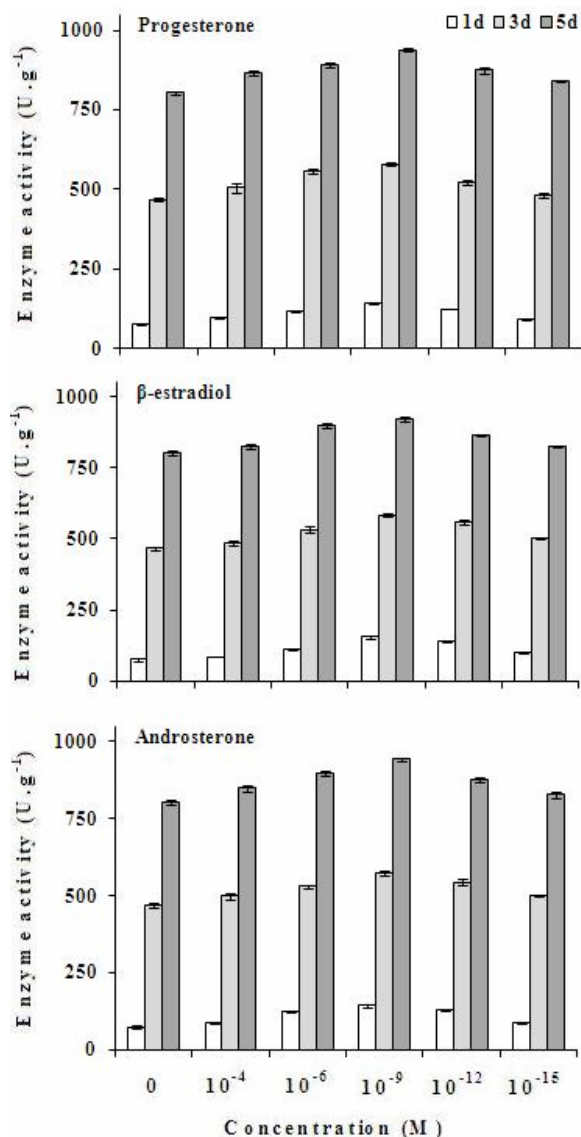 Progesterone
1d 3d 5d
Enzyme activity (U.g⁻¹)
1000
750
500
250
0
β-estradiol
Enzyme activity (U.g⁻¹)
1000
750
500
250
0
Androsterone
Enzyme activity (U.g⁻¹)
1000
750
500
250
0
0 10⁻⁴ 10⁻⁶ 10⁻⁹ 10⁻¹² 10⁻¹⁵
Concentration (M)